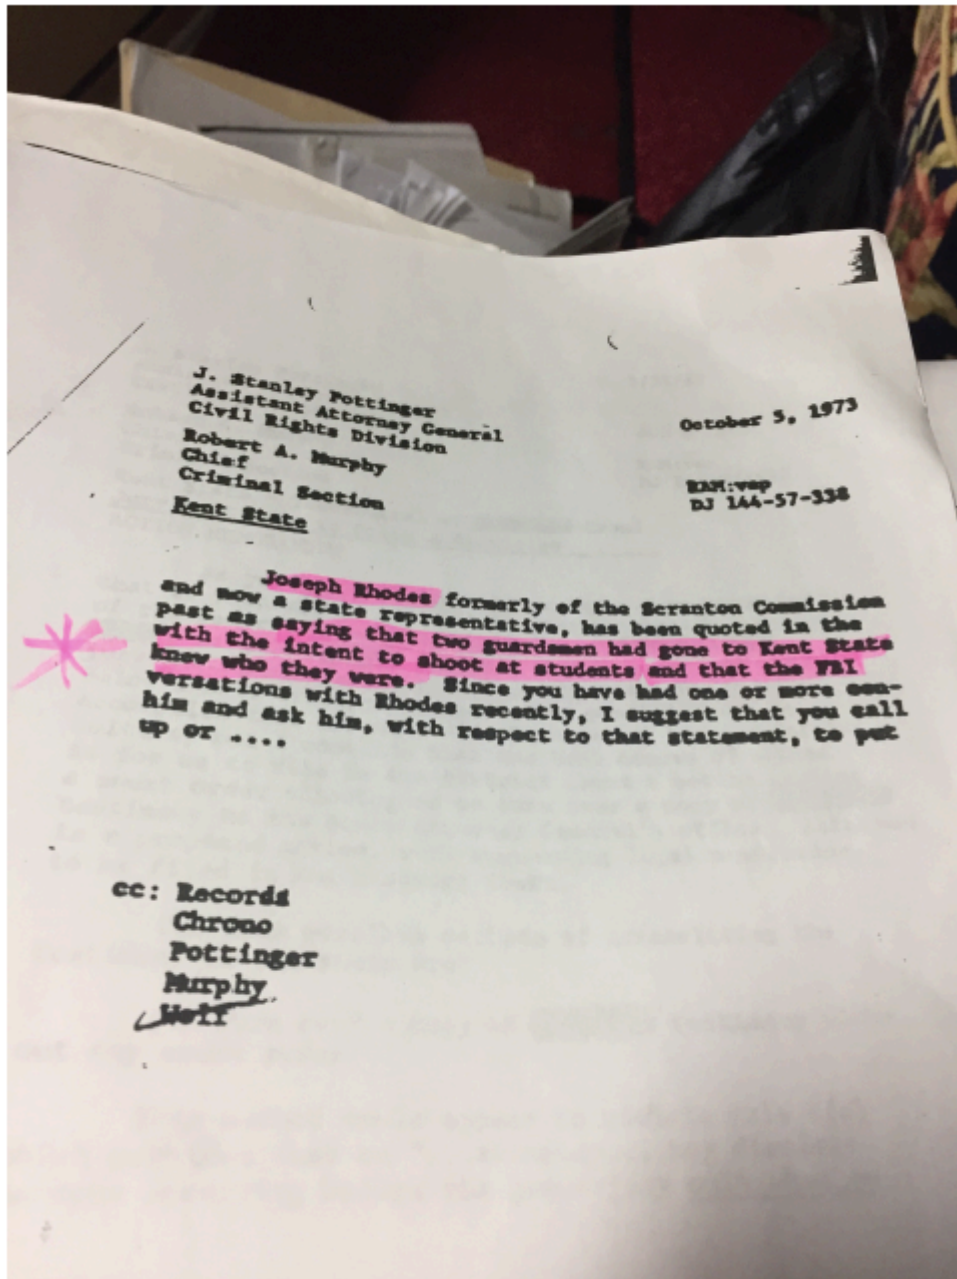 J. Stanley Pottinger
Assistant Attorney General
Civil Rights Division
October 5, 1973
Robert A. Murphy
Chief
Criminal Section
RAM:vap
DJ 144-57-338
Kent State
Joseph Rhodes formerly of the Scranton Commission
and now a state representative, has been quoted in the
past as saying that two guardsmen had gone to Kent State
with the intent to shoot at students and that the FBI
knew who they were. Since you have had one or more con-
versations with Rhodes recently, I suggest that you call
him and ask him, with respect to that statement, to put
up or ....
cc: Records
Chrono
Pottinger
Murphy